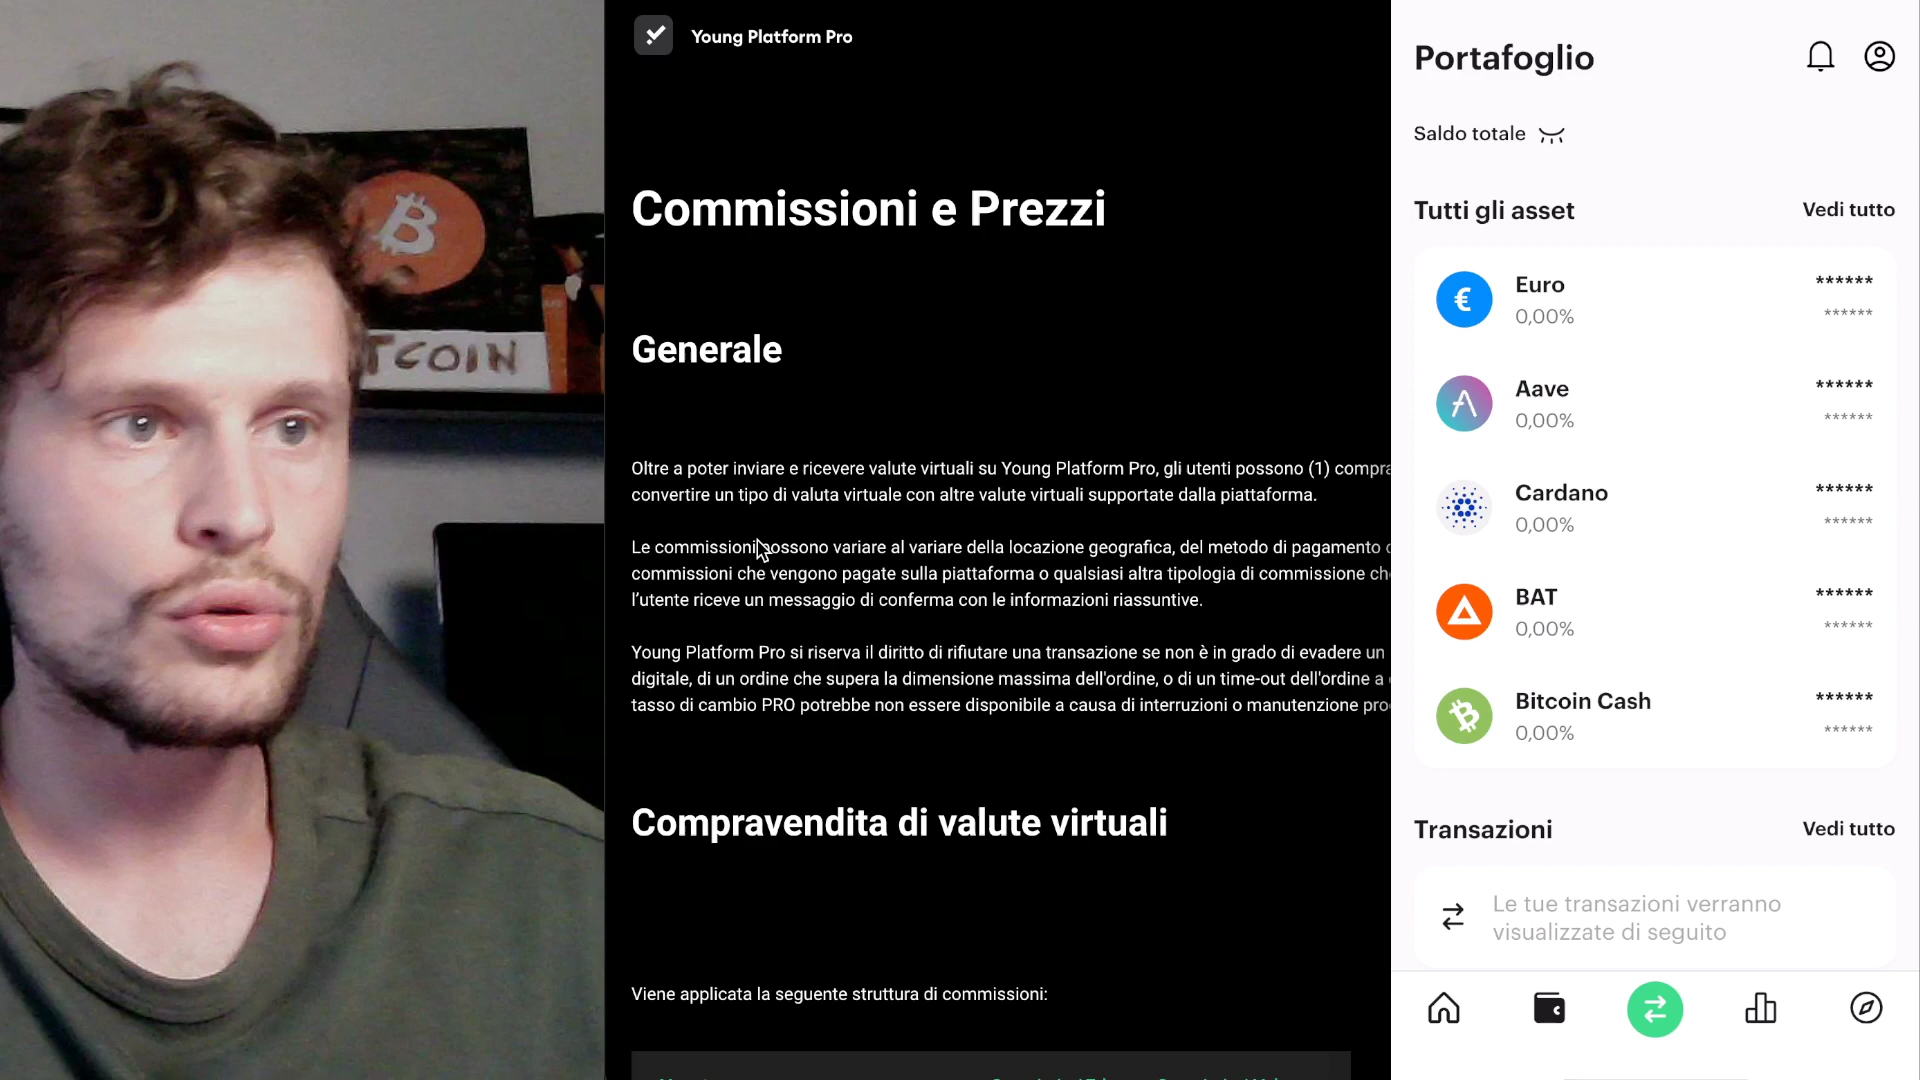 TCOIN
Young Platform Pro
Commissioni e Prezzi
Generale
Oltre a poter inviare e ricevere valute virtuali su Young Platform Pro, gli utenti possono (1) compra
convertire un tipo di valuta virtuale con altre valute virtuali supportate dalla piattaforma.
Le commissioni possono variare al variare della locazione geografica, del metodo di pagamento
commissioni che vengono pagate sulla piattaforma o qualsiasi altra tipologia di commissione ch
l’utente riceve un messaggio di conferma con le informazioni riassuntive.
Young Platform Pro si riserva il diritto di rifiutare una transazione se non è in grado di evadere un
digitale, di un ordine che supera la dimensione massima dell'ordine, o di un time-out dell'ordine a
tasso di cambio PRO potrebbe non essere disponibile a causa di interruzioni o manutenzione pro
Compravendita di valute virtuali
Viene applicata la seguente struttura di commissioni:
Portafoglio
Saldo totale
Tutti gli asset Vedi tutto
Euro ******
0,00% ******
Aave ******
0,00% ******
Cardano ******
0,00% ******
BAT ******
0,00% ******
Bitcoin Cash ******
0,00% ******
Transazioni Vedi tutto
Le tue transazioni verranno
visualizzate di seguito